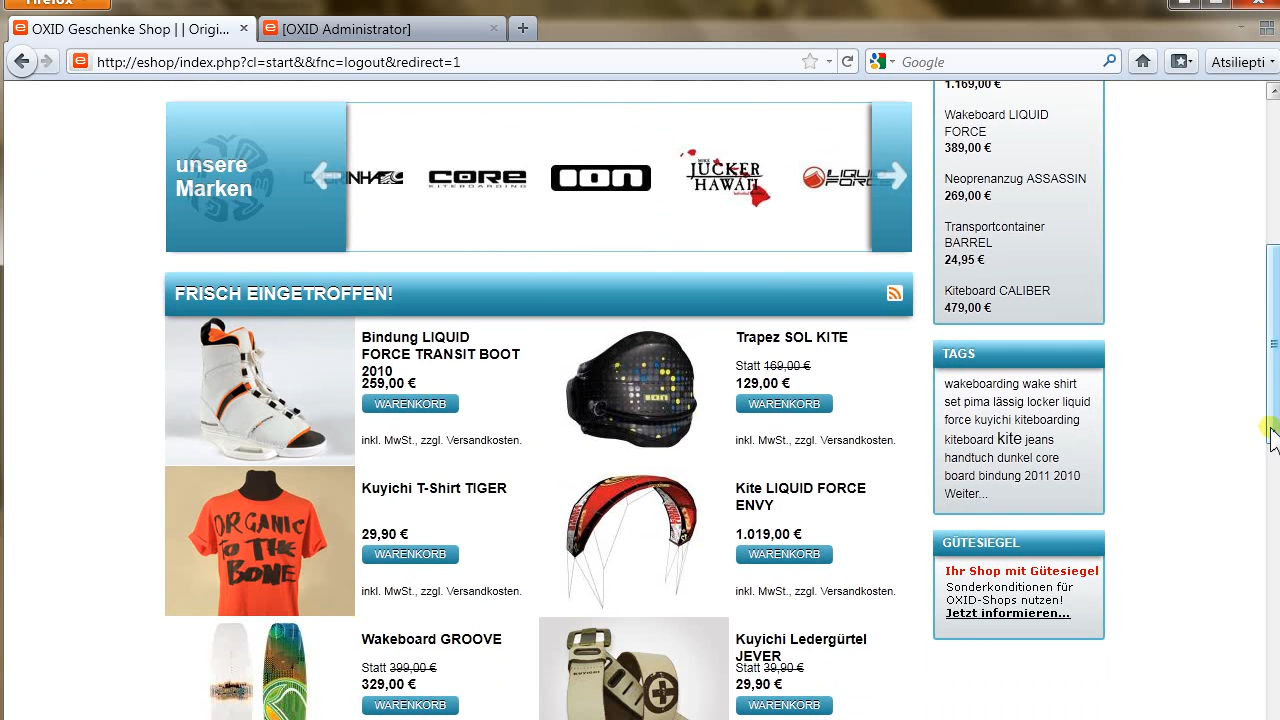 Firefox
OXID Geschenke Shop | | Origi...
[OXID Administrator]
http://eshop/index.php?cl=start&&fnc=logout&redirect=1
Google
Atsiliepti
unsere
Marken
CORE
KITEBOARDING
ION
MIKE
JUCKER
HAWAII
1.169,00 €
Wakeboard LIQUID
FORCE
389,00 €
Neoprenanzug ASSASSIN
269,00 €
Transportcontainer
BARREL
24,95 €
Kiteboard CALIBER
479,00 €
FRISCH EINGETROFFEN!
Bindung LIQUID
FORCE TRANSIT BOOT
2010
259,00 €
WARENKORB
inkl. MwSt., zzgl. Versandkosten.
ion
Trapez SOL KITE
Statt 169,00 €
129,00 €
WARENKORB
inkl. MwSt., zzgl. Versandkosten.
ORGANIC
TO THE
BONE
Kuyichi T-Shirt TIGER
29,90 €
WARENKORB
inkl. MwSt., zzgl. Versandkosten.
Kite LIQUID FORCE
ENVY
1.019,00 €
WARENKORB
inkl. MwSt., zzgl. Versandkosten.
Wakeboard GROOVE
Statt 399,00 €
329,00 €
WARENKORB
Kuyichi Ledergürtel
JEVER
Statt 39,90 €
29,90 €
WARENKORB
TAGS
wakeboarding wake shirt
set pima lässig locker liquid
force kuyichi kiteboarding
kiteboard kite jeans
handtuch dunkel core
board bindung 2011 2010
Weiter...
GÜTESIEGEL
Ihr Shop mit Gütesiegel
Sonderkonditionen für
OXID-Shops nutzen!
Jetzt informieren...